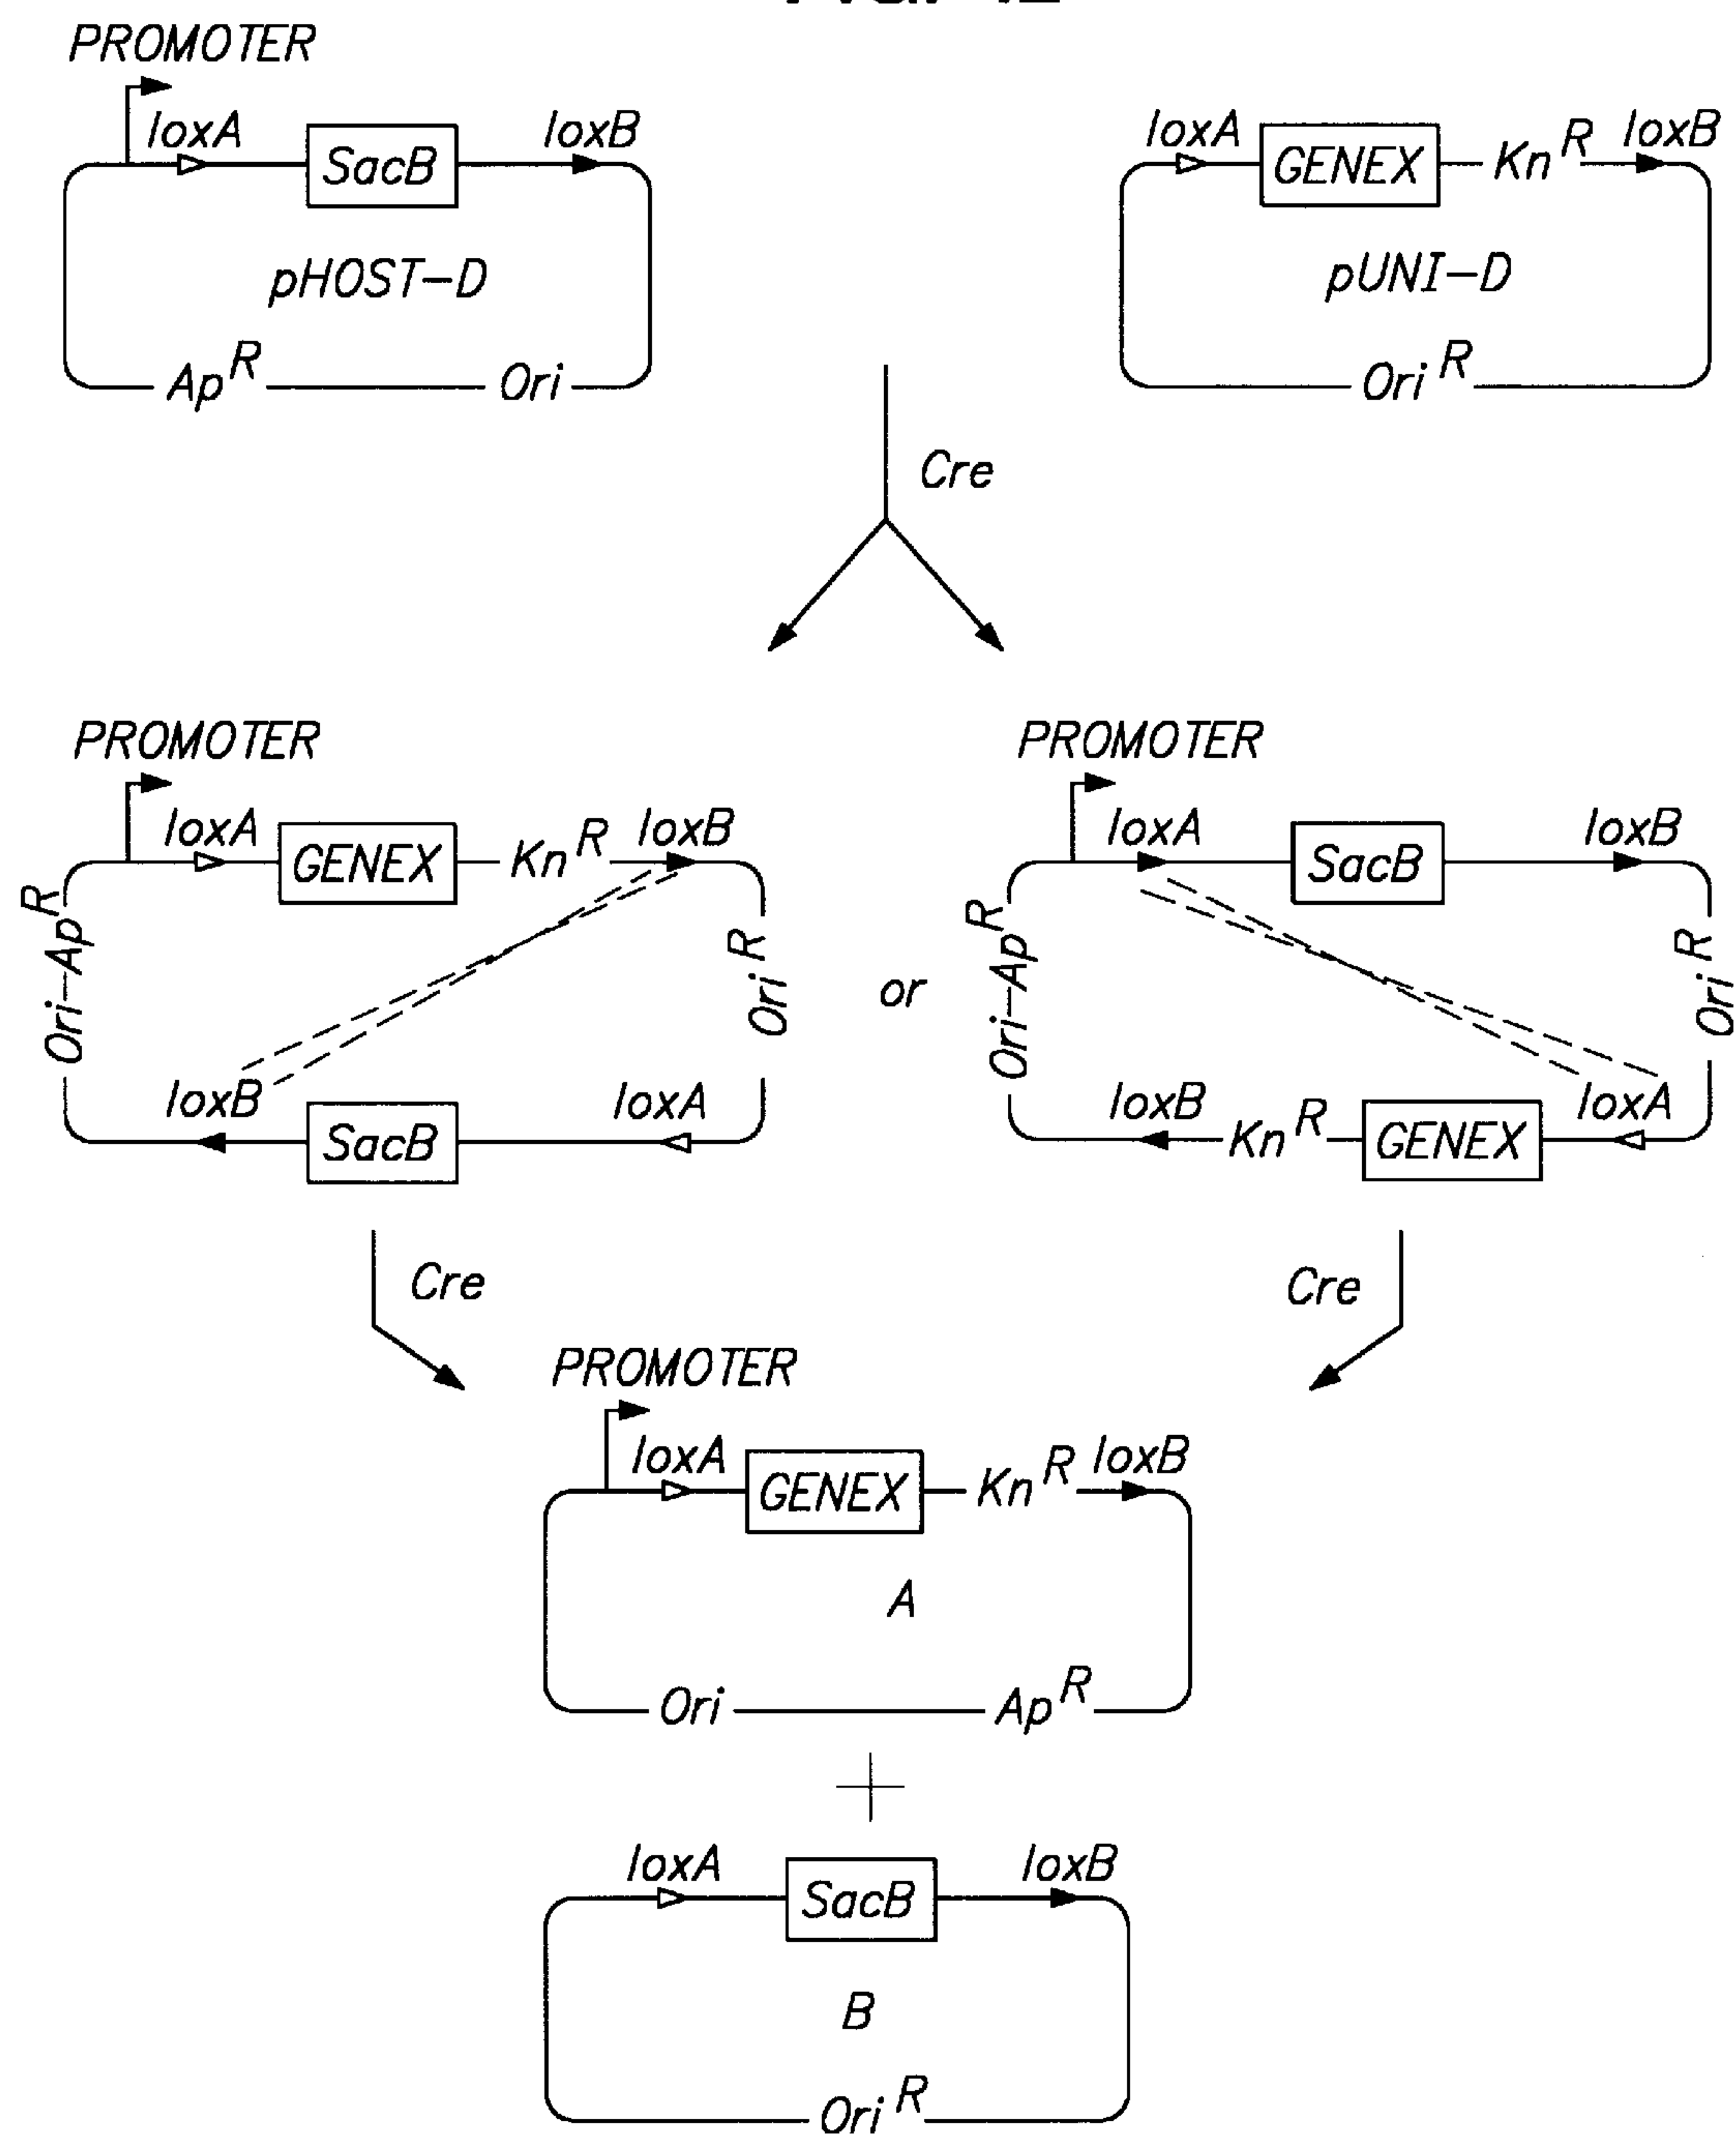 PROMOTER
loxA SacB loxB
pHOST-D
Ap^R Ori
loxA GENEX Kn^R loxB
pUNI-D
Ori^R
Cre
PROMOTER
loxA GENEX Kn^R loxB
Ori-Ap^R
Ori^R
loxB SacB loxA
or
PROMOTER
loxA SacB loxB
Ori-Ap^R
Ori^R
loxB Kn^R GENEX loxA
Cre
Cre
PROMOTER
loxA GENEX Kn^R loxB
A
Ori Ap^R
+
loxA SacB loxB
B
Ori^R